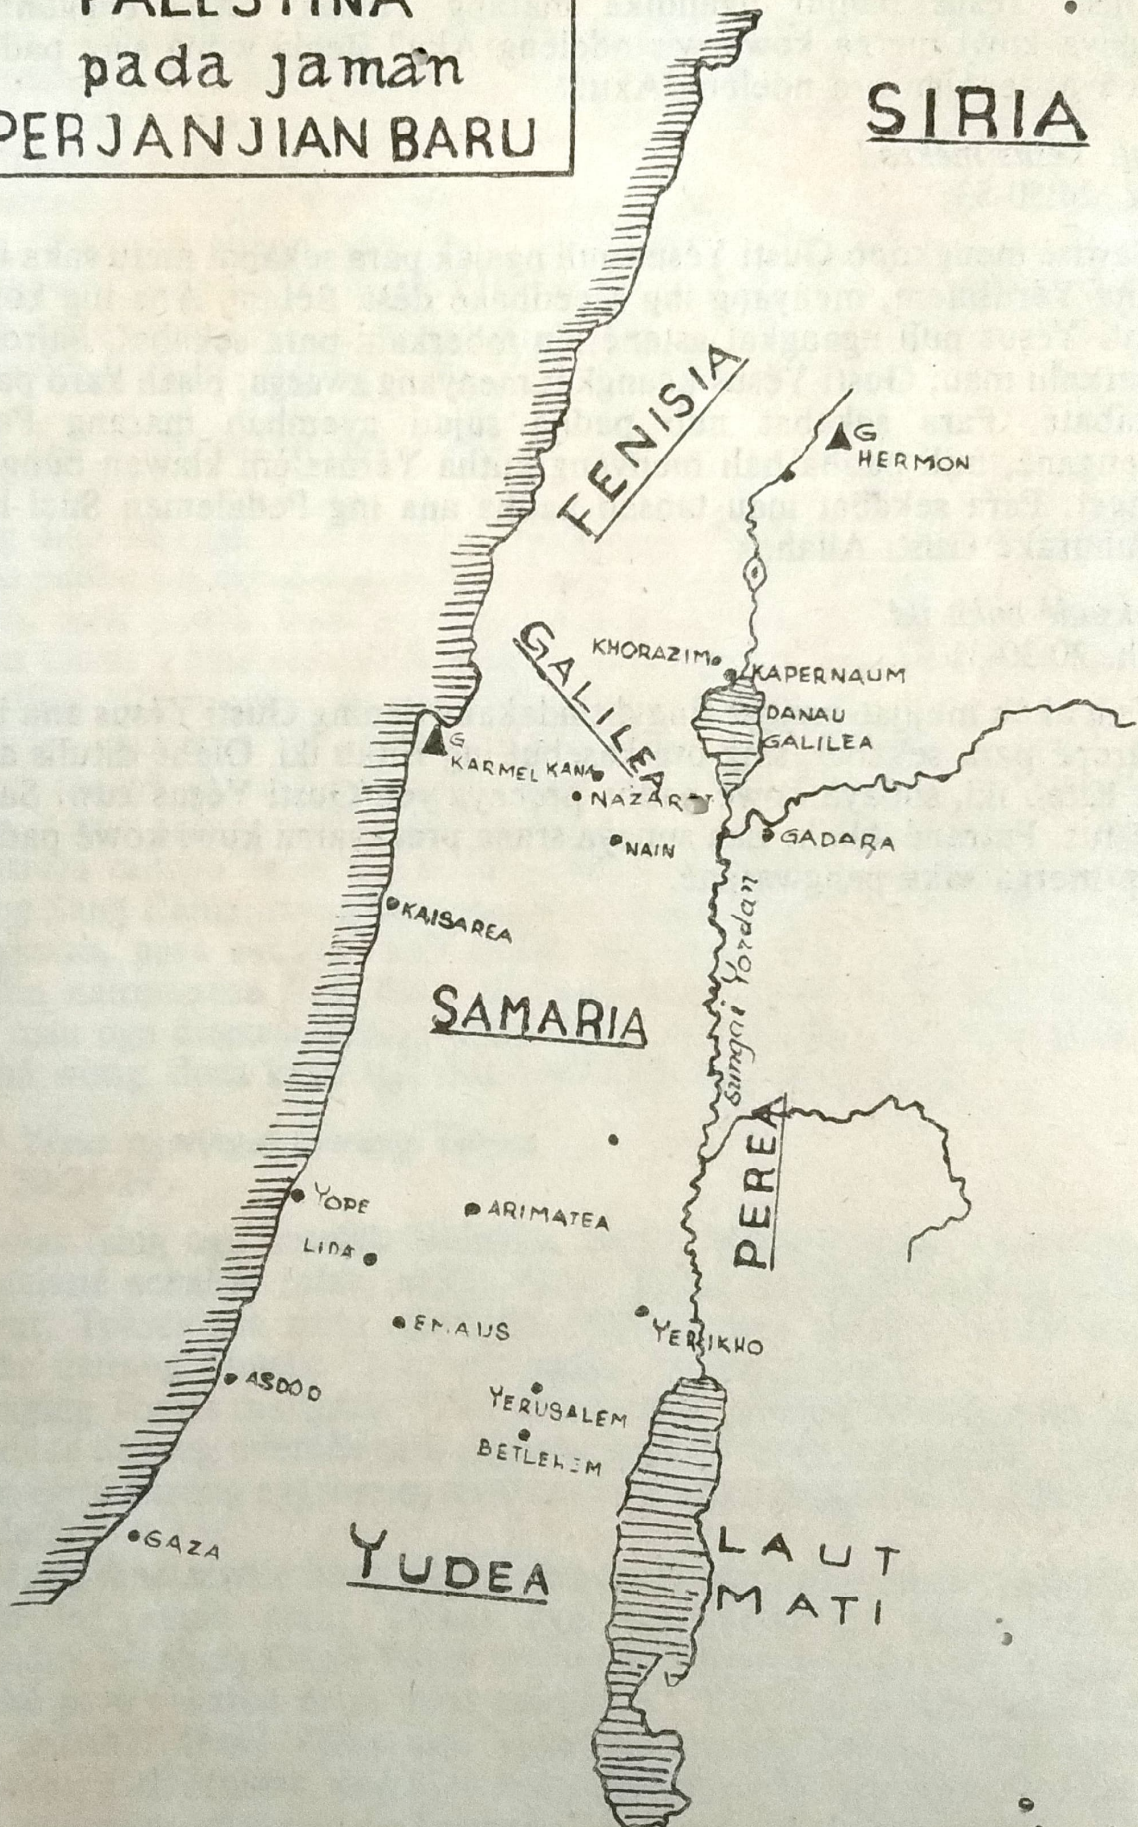 PALESTINA
pada jaman
PERJANJIAN BARU
SIRIA
FENISIA
G
HERMON
GALILEA
KHORAZIM
KAPERNAUM
DANAU
GALILEA
G
KARMEL
KANA
NAZARET
NAIN
GADARA
KAISAREA
Sungai Yordan
SAMARIA
PEREA
YOPE
ARIMATEA
LIDA
EMAUS
YERIKHO
ASDOD
YERUSALEM
BETLEHEM
GAZA
YUDEA
LAUT
MATI